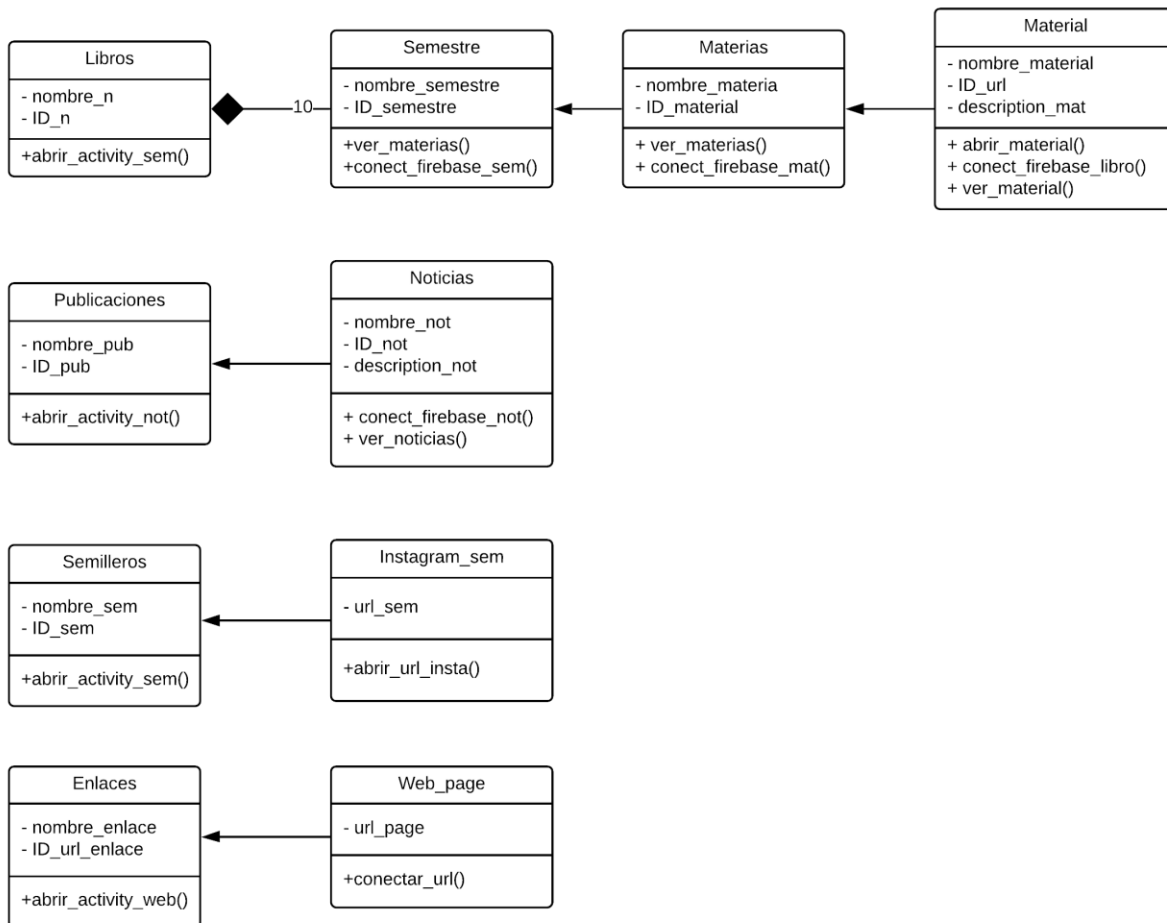 Libros
- nombre_n
- ID_n
+abrir_activity_sem()
10
Semestre
- nombre_semestre
- ID_semestre
+ver_materias()
+conect_firebase_sem()
Materias
- nombre_materia
- ID_material
+ ver_materias()
+ conect_firebase_mat()
Material
- nombre_material
- ID_url
- description_mat
+ abrir_material()
+ conect_firebase_libro()
+ ver_material()
Publicaciones
- nombre_pub
- ID_pub
+abrir_activity_not()
Noticias
- nombre_not
- ID_not
- description_not
+ conect_firebase_not()
+ ver_noticias()
Semilleros
- nombre_sem
- ID_sem
+abrir_activity_sem()
Instagram_sem
- url_sem
+abrir_url_insta()
Enlaces
- nombre_enlace
- ID_url_enlace
+abrir_activity_web()
Web_page
- url_page
+conectar_url()